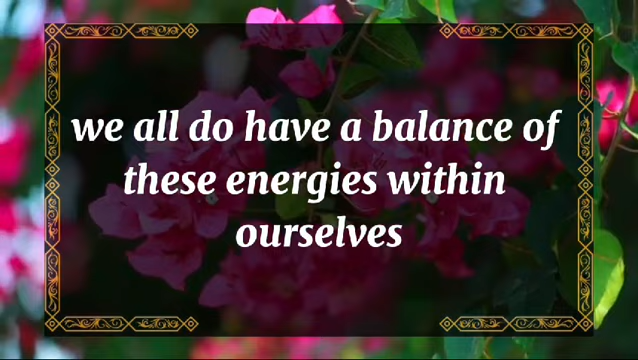 we all do have a balance of
these energies within
ourselves